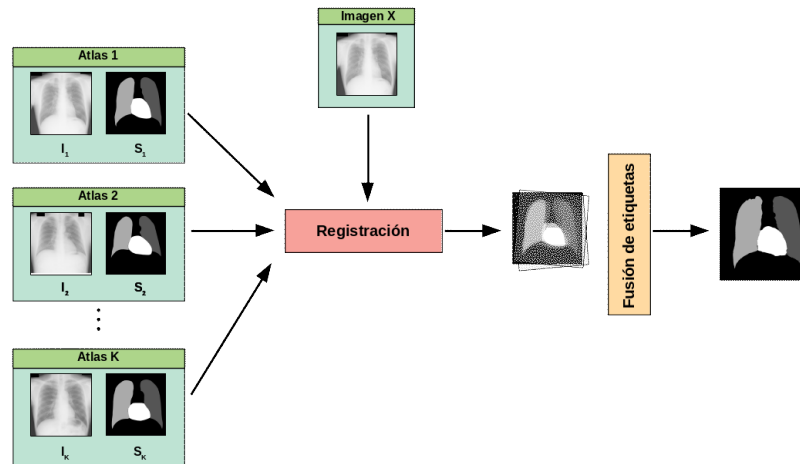 Imagen X
Atlas 1
I1 S1
Atlas 2
I2 S2
Registración
Fusión de etiquetas
Atlas K
IK SK